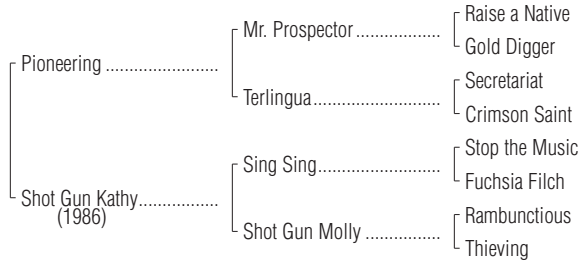 Raise a Native
Mr. Prospector ..................
Gold Digger
Pioneering ........................
Secretariat
Terlingua...........................
Crimson Saint
Stop the Music
Sing Sing..........................
Fuchsia Filch
Shot Gun Kathy.................
(1986)
Rambunctious
Shot Gun Molly ................
Thieving